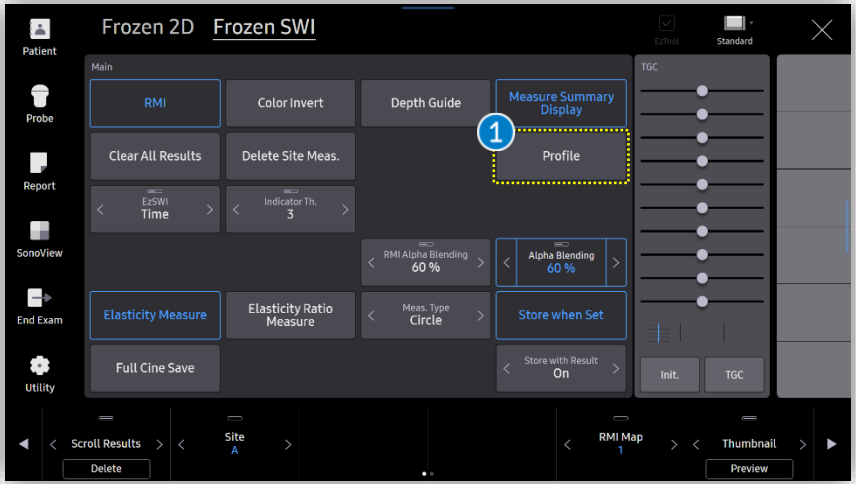 Frozen 2D
Frozen SWI
EzTool
Standard
Patient
Probe
Report
SonoView
End Exam
Utility
Main
RMI
Color Invert
Depth Guide
Measure Summary
Display
1
Clear All Results
Delete Site Meas.
Profile
EzSWI
Time
Indicator Th.
3
RMI Alpha Blending
60 %
Alpha Blending
60 %
Elasticity Measure
Elasticity Ratio
Measure
Meas. Type
Circle
Store when Set
Full Cine Save
Store with Result
On
TGC
Init.
TGC
Scroll Results
Delete
Site
A
RMI Map
1
Thumbnail
Preview